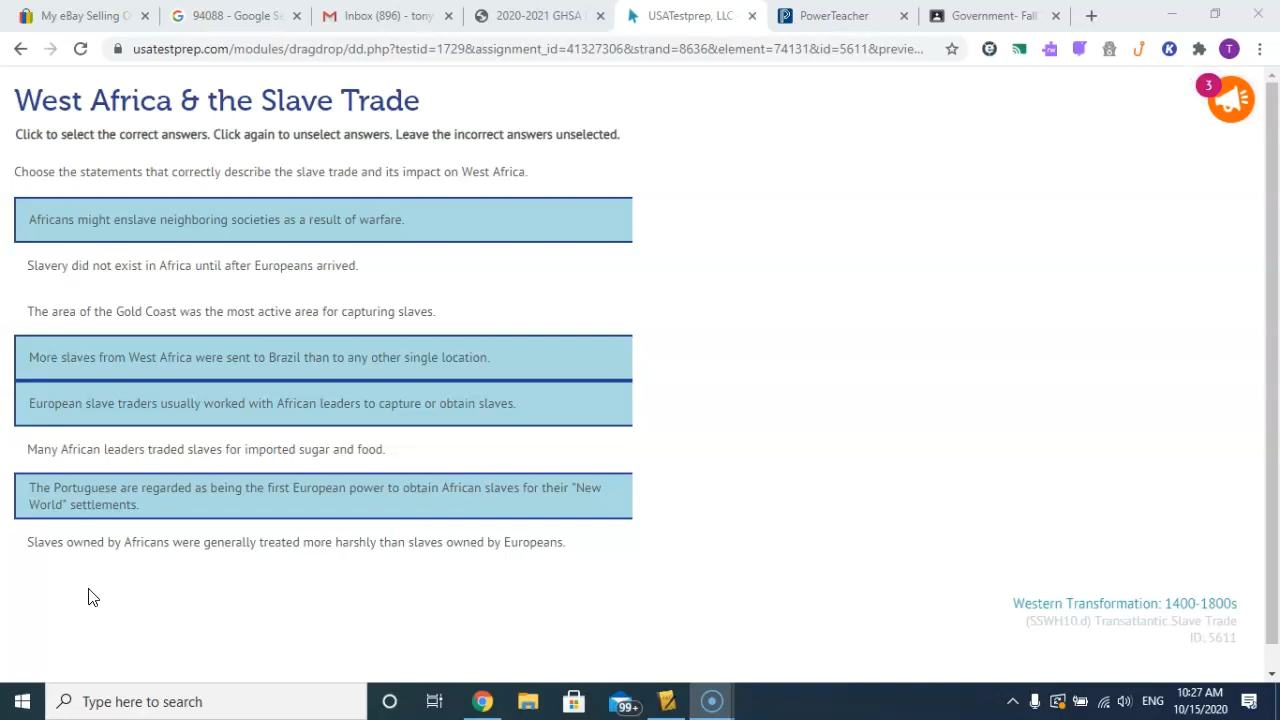 My eBay Selling O
94088 - Google Se
Inbox (896) - tony
2020-2021 GHSA
USATestprep, LLC
PowerTeacher
Government- Fall
usatestprep.com/modules/dragdrop/dd.php?testid=1729&assignment_id=41327306&strand=8636&element=74131&id=5611&previe...
T
West Africa & the Slave Trade
3
Click to select the correct answers. Click again to unselect answers. Leave the incorrect answers unselected.
Choose the statements that correctly describe the slave trade and its impact on West Africa.
Africans might enslave neighboring societies as a result of warfare.
Slavery did not exist in Africa until after Europeans arrived.
The area of the Gold Coast was the most active area for capturing slaves.
More slaves from West Africa were sent to Brazil than to any other single location.
European slave traders usually worked with African leaders to capture or obtain slaves.
Many African leaders traded slaves for imported sugar and food.
The Portuguese are regarded as being the first European power to obtain African slaves for their "New
World" settlements.
Slaves owned by Africans were generally treated more harshly than slaves owned by Europeans.
Western Transformation: 1400-1800s
(SSWH10.d) Transatlantic Slave Trade
ID: 5611
Type here to search
99+
ENG
10:27 AM
10/15/2020